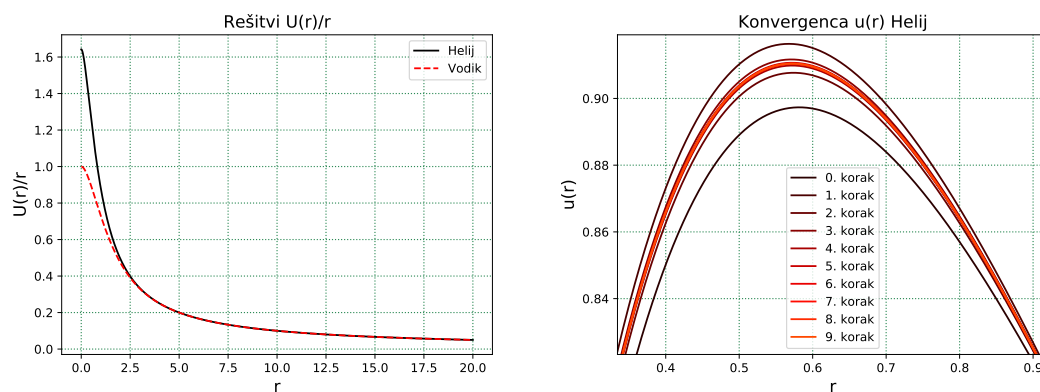 Rešitvi U(r)/r
U(r)/r
1.6
1.4
1.2
1.0
0.8
0.6
0.4
0.2
0.0
Helij
Vodik
0.0 2.5 5.0 7.5 10.0 12.5 15.0 17.5 20.0
r
Konvergenca u(r) Helij
u(r)
0.90
0.88
0.86
0.84
0. korak
1. korak
2. korak
3. korak
4. korak
5. korak
6. korak
7. korak
8. korak
9. korak
0.4 0.5 0.6 0.7 0.8 0.9
r